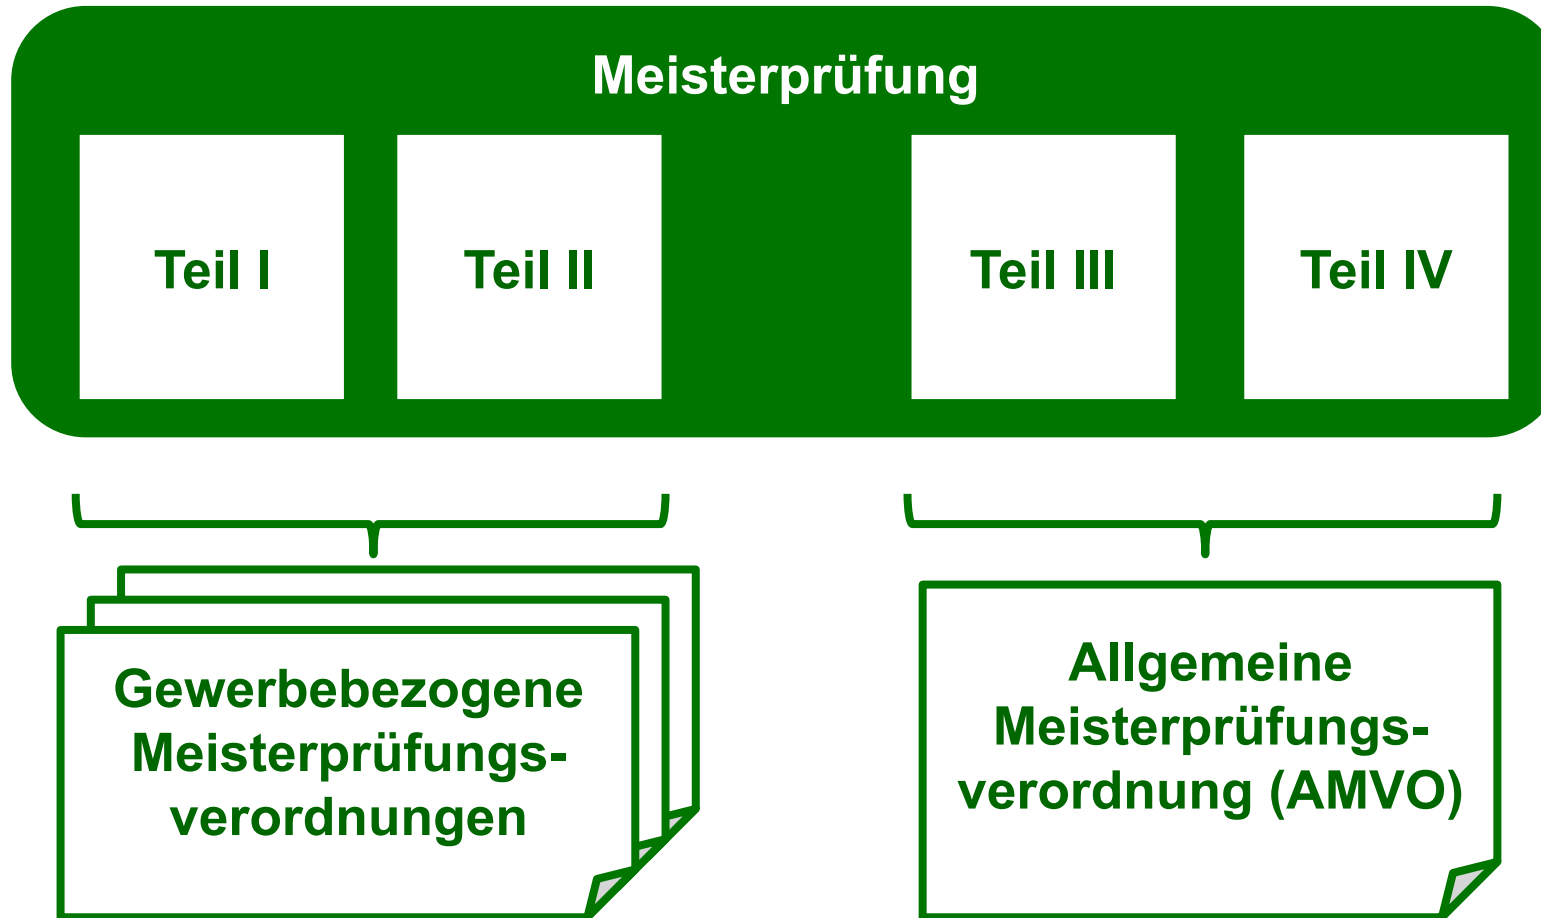 Meisterprüfung
Teil I
Teil II
Teil III
Teil IV
Gewerbebezogene
Meisterprüfungs-
verordnungen
Allgemeine
Meisterprüfungs-
verordnung (AMVO)